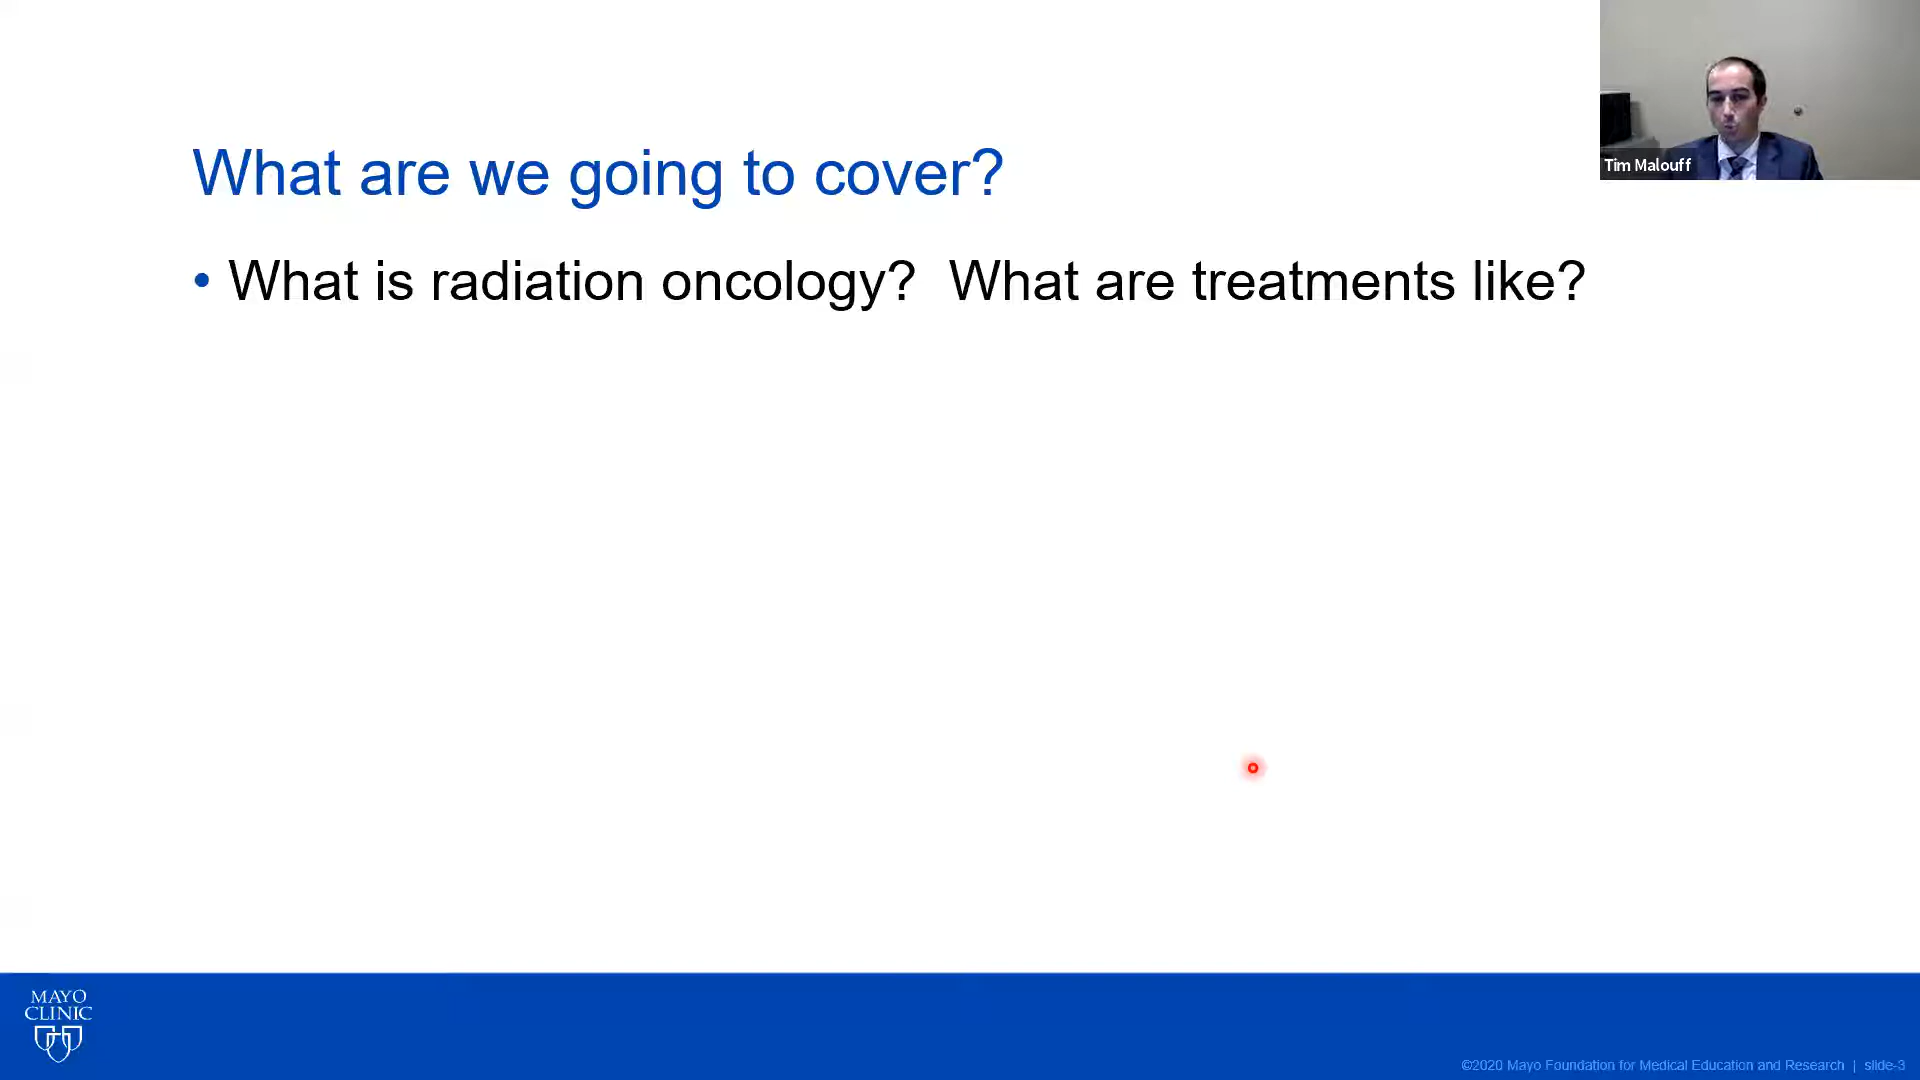 What are we going to cover?
• What is radiation oncology?  What are treatments like?
Tim Malouff
MAYO
CLINIC
©2020 Mayo Foundation for Medical Education and Research | slide-3